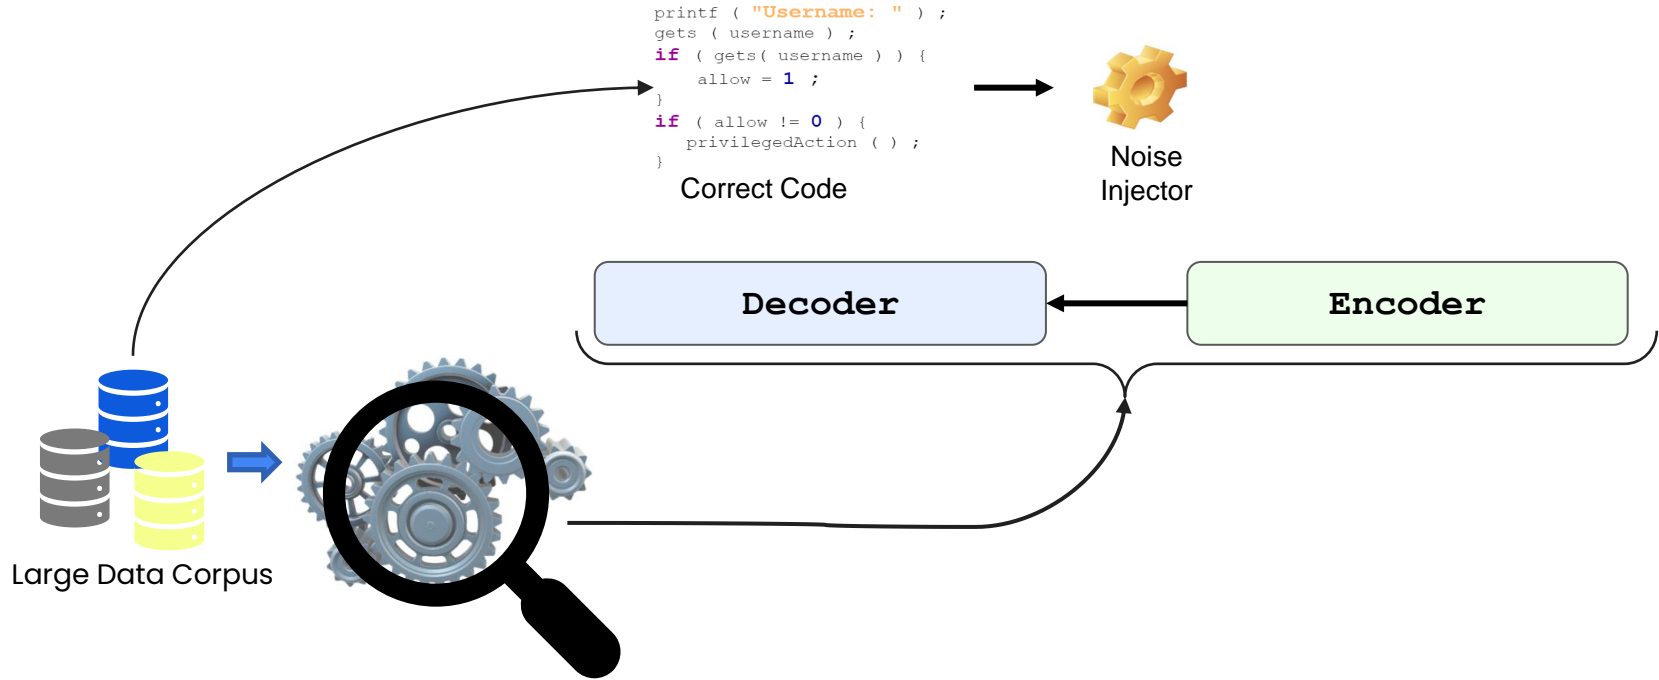 printf ( "Username: " ) ;
gets ( username ) ;
if ( gets( username ) ) {
allow = 1 ;
}
if ( allow != 0 ) {
privilegedAction ( ) ;
}
Correct Code
Noise
Injector
Decoder
Encoder
Large Data Corpus